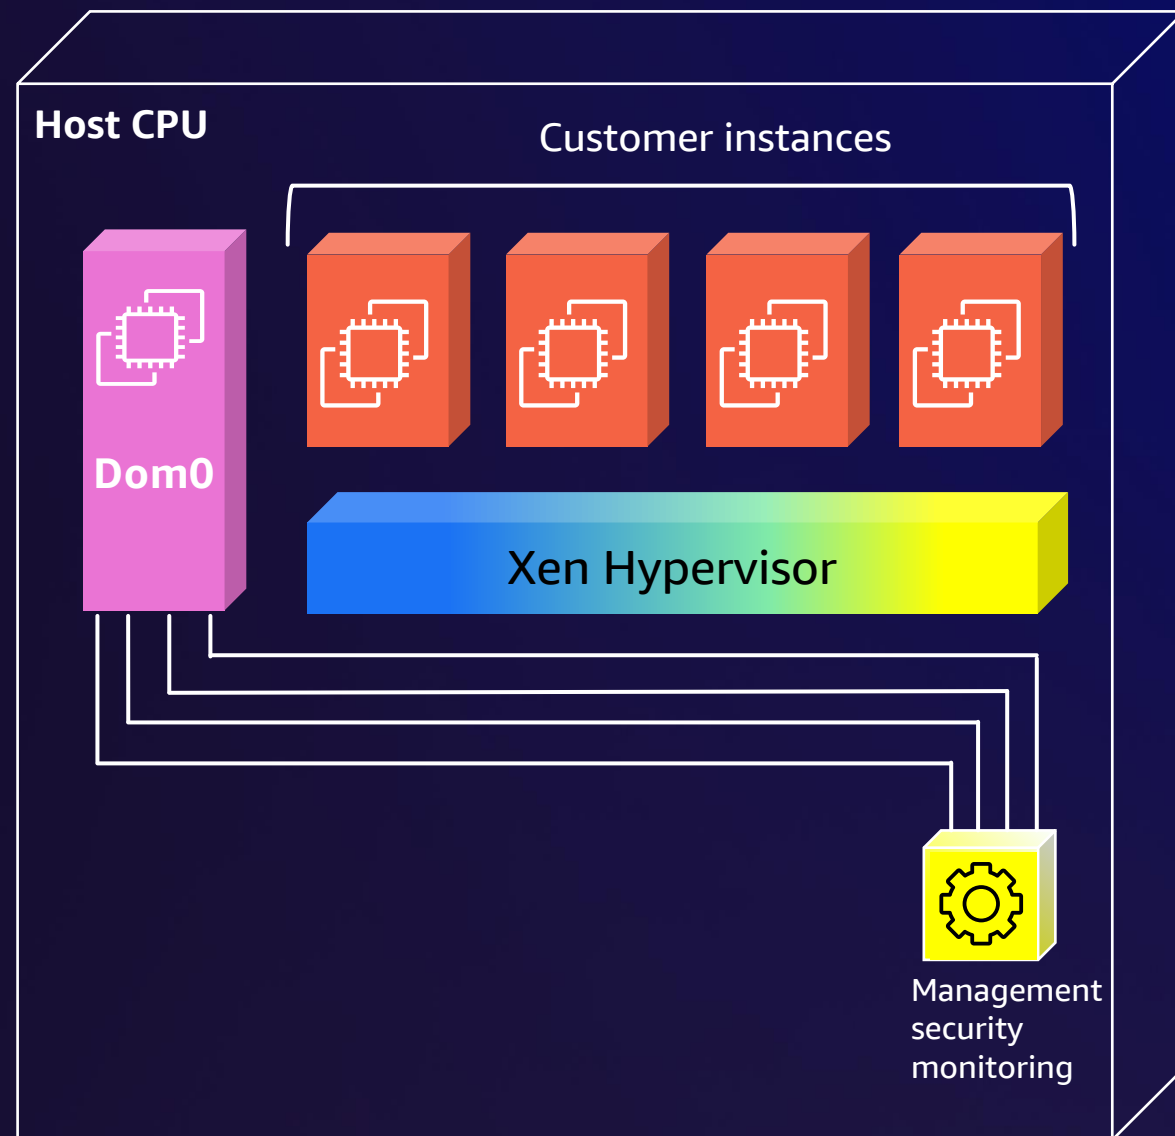 Host CPU
Customer instances
Dom0
Xen Hypervisor
Management
security
monitoring